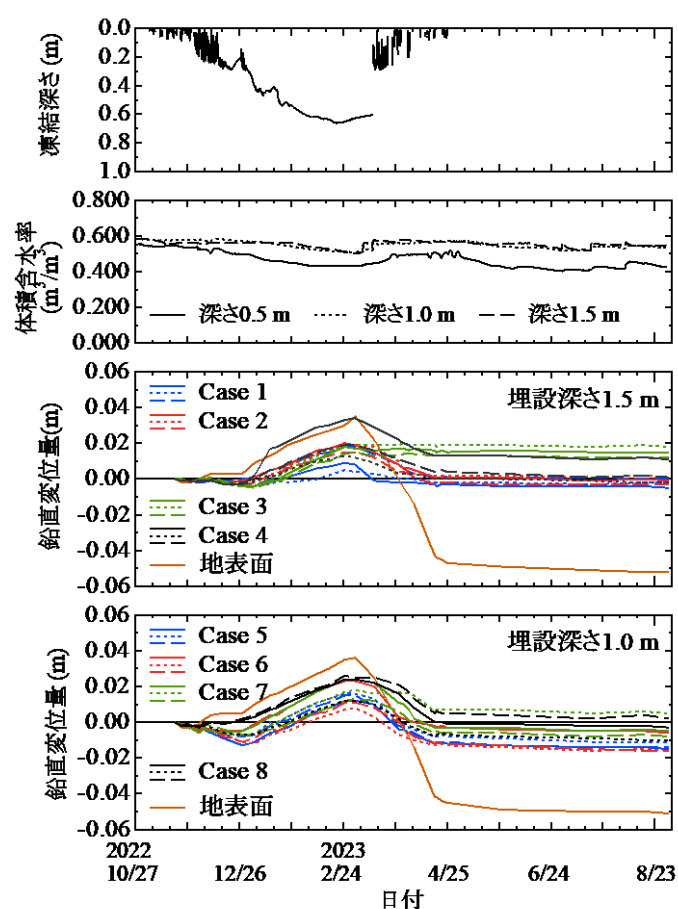 凍結深さ (m)
0.0
0.2
0.4
0.6
0.8
1.0
体積含水率
(m³/m³)
0.800
0.600
0.400
0.200
0.000
深さ0.5 m 深さ1.0 m 深さ1.5 m
鉛直変位量(m)
0.06
0.04
0.02
0.00
-0.02
-0.04
-0.06
Case 1
Case 2
埋設深さ1.5 m
Case 3
Case 4
地表面
鉛直変位量 (m)
0.06
0.04
0.02
0.00
-0.02
-0.04
-0.06
Case 5
Case 6
Case 7
埋設深さ1.0 m
Case 8
地表面
2022 2023
10/27 12/26 2/24 4/25 6/24 8/23
日付